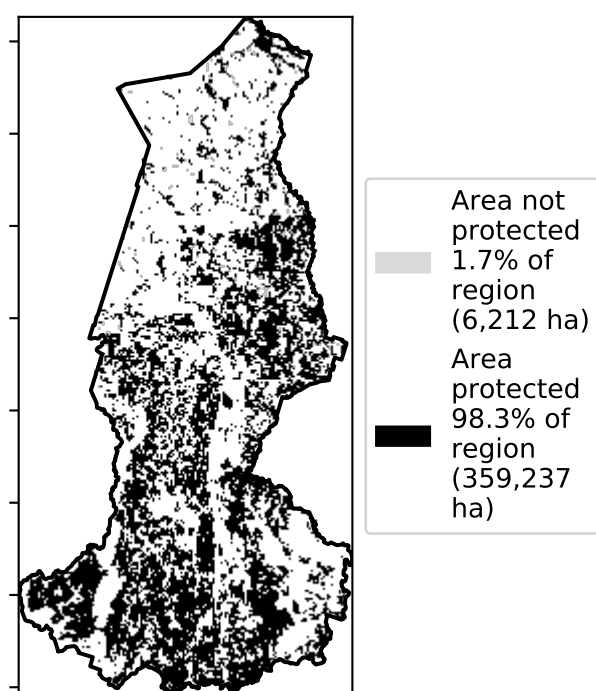 Area not
protected
1.7% of
region
(6,212 ha)
Area
protected
98.3% of
region
(359,237
ha)